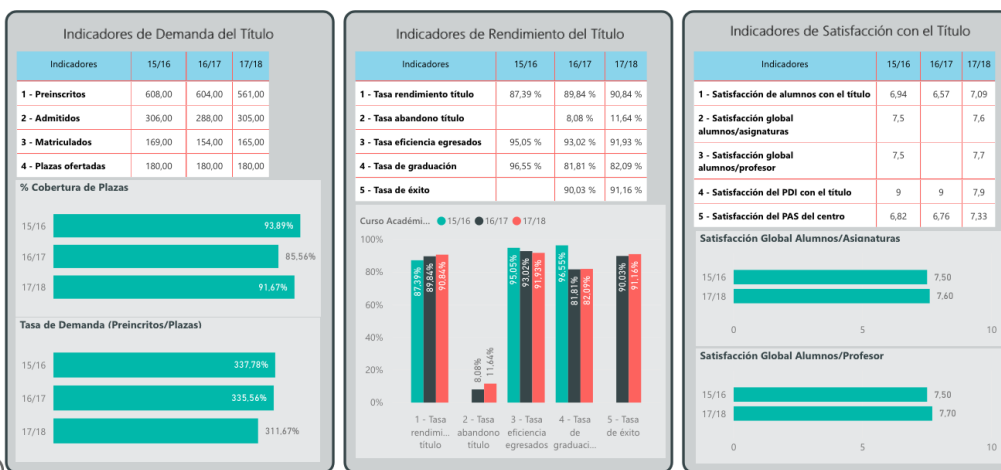 Indicadores de Demanda del Título
Indicadores 15/16 16/17 17/18
1 - Preinscritos 608,00 604,00 561,00
2 - Admitidos 306,00 288,00 305,00
3 - Matriculados 169,00 154,00 165,00
4 - Plazas ofertadas 180,00 180,00 180,00
% Cobertura de Plazas
15/16 93,89%
16/17 85,56%
17/18 91,67%
Tasa de Demanda (Preincritos/Plazas)
15/16 337,78%
16/17 335,56%
17/18 311,67%
Indicadores de Rendimiento del Título
Indicadores 15/16 16/17 17/18
1 - Tasa rendimiento título 87,39 % 89,84 % 90,84 %
2 - Tasa abandono título 8,08 % 11,64 %
3 - Tasa eficiencia egresados 95,05 % 93,02 % 91,93 %
4 - Tasa de graduación 96,55 % 81,81 % 82,09 %
5 - Tasa de éxito 90,03 % 91,16 %
Curso Académi... 15/16 16/17 17/18
100%
80%
60%
40%
20%
0%
87,39%
89,84%
90,84%
8,08%
11,64%
95,05%
93,02%
91,93%
96,55%
81,81%
82,09%
90,03%
91,16%
1 - Tasa rendimi... título
2 - Tasa abandono título
3 - Tasa eficiencia egresados
4 - Tasa de graduaci...
5 - Tasa de éxito
Indicadores de Satisfacción con el Título
Indicadores 15/16 16/17 17/18
1 - Satisfacción de alumnos con el título 6,94 6,57 7,09
2 - Satisfacción global
alumnos/asignaturas 7,5 7,6
3 - Satisfacción global
alumnos/profesor 7,5 7,7
4 - Satisfacción del PDI con el título 9 9 7,9
5 - Satisfacción del PAS del centro 6,82 6,76 7,33
Satisfacción Global Alumnos/Asignaturas
15/16 7,50
17/18 7,60
0 5 10
Satisfacción Global Alumnos/Profesor
15/16 7,50
17/18 7,70
0 5 10